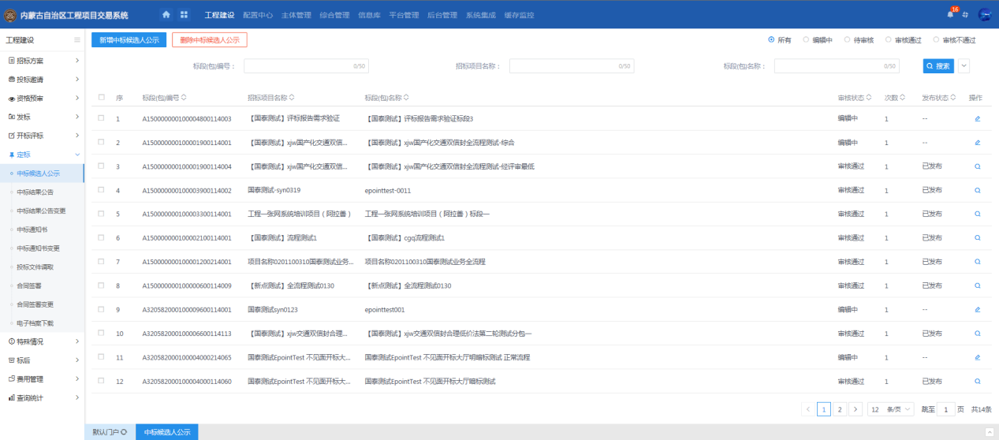 内蒙古自治区工程项目交易系统 工程建设 配置中心 主体管理 综合管理 信息库 平台管理 后台管理 系统集成 缓存监控 16
工程建设
招标方案
投标邀请
资格预审
发标
开标评标
定标
中标候选人公示
中标结果公告
中标结果公告变更
中标通知书
中标通知书变更
投标文件调取
合同签署
合同签署变更
电子档案下载
特殊情况
标后
费用管理
查询统计
新增中标候选人公示 删除中标候选人公示 所有 编辑中 待审核 审核通过 审核不通过
标段(包)编号： 0/50 招标项目名称： 0/50 标段(包)名称： 0/50 搜索
序 标段(包)编号 招标项目名称 标段(包)名称 审核状态 次数 发布状态 操作
1 A150000000100004800114003 【国泰测试】评标报告需求验证 【国泰测试】评标报告需求验证标段3 编辑中 1 --
2 A150000000100001900114001 【国泰测试】xjw国产化交通双信... 【国泰测试】xjw国产化交通双信封全流程测试-综合 编辑中 1 --
3 A150000000100001900114004 【国泰测试】xjw国产化交通双信... 【国泰测试】xjw国产化交通双信封全流程测试-经评审最低 审核通过 1 已发布
4 A150000000100003900114002 国泰测试-syn0319 epointtest-0011 审核通过 1 已发布
5 A150000000100003300114001 工程一张网系统培训项目（阿拉善） 工程一张网系统培训项目（阿拉善）标段一 审核通过 1 已发布
6 A150000000100002100114001 【国泰测试】流程测试1 【国泰测试】cgq流程测试1 审核通过 1 已发布
7 A150000000100001200214001 项目名称0201100310国泰测试业务... 项目名称0201100310国泰测试业务全流程 审核通过 1 已发布
8 A150000000100000600114009 【新点测试】全流程测试0130 【新点测试】全流程测试0130 审核通过 1 已发布
9 A320582000100009600114001 国泰测试syn0123 epointtest001 编辑中 1 --
10 A320582000100006600114113 【国泰测试】xjw交通双信封合理... 【国泰测试】xjw交通双信封合理低价法第二轮测试分包一 审核通过 1 已发布
11 A320582000100004000214065 国泰测试EpointTest 不见面开标大... 国泰测试EpointTest 不见面开标大厅明暗标测试 正常流程 编辑中 1 --
12 A320582000100004000114060 国泰测试EpointTest 不见面开标大... 国泰测试EpointTest 不见面开标大厅暗标测试 审核通过 1 已发布
1 2 12 条/页 跳至 1 页 共14条
默认门户 中标候选人公示